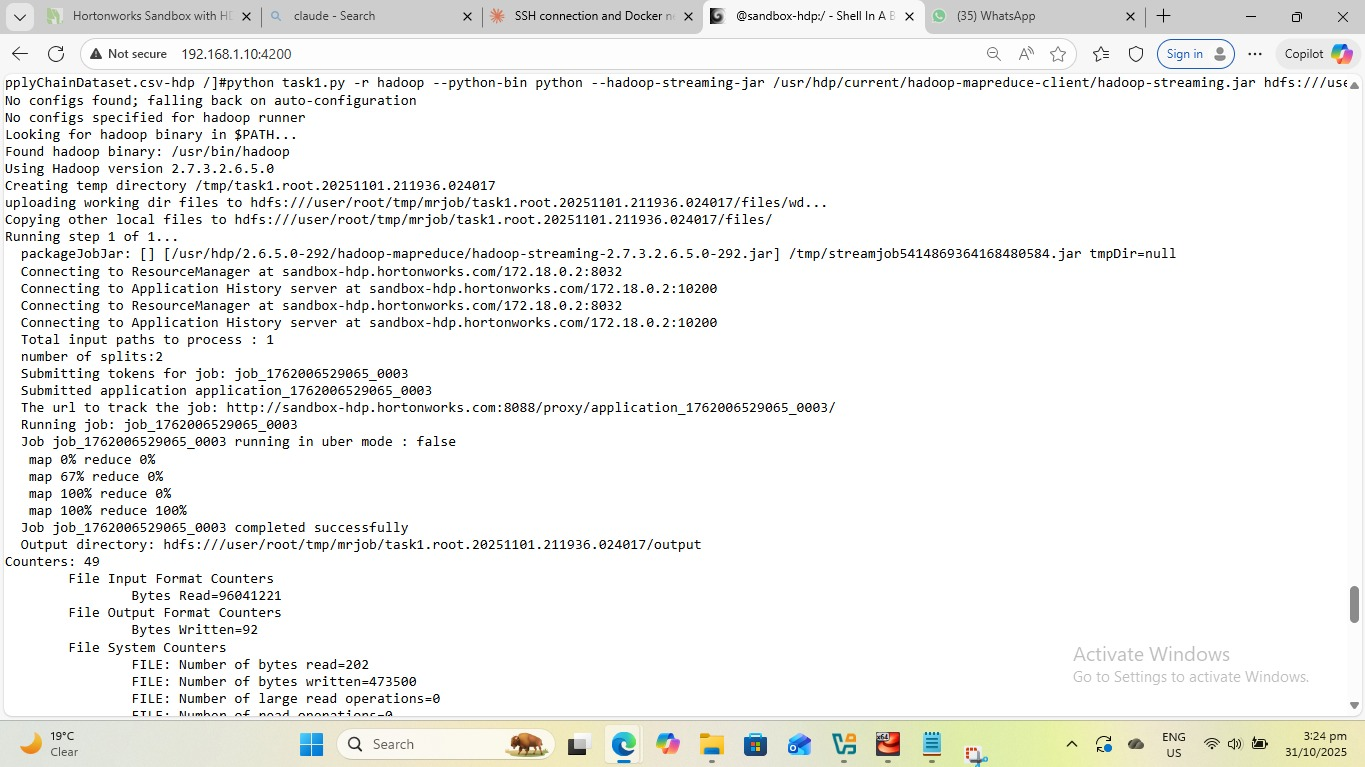 Hortonworks Sandbox with HD
claude - Search
SSH connection and Docker ne
@sandbox-hdp:/ - Shell In A B
(35) WhatsApp
Not secure 192.168.1.10:4200
Sign in
Copilot
pplyChainDataset.csv-hdp /]#python task1.py -r hadoop --python-bin python --hadoop-streaming-jar /usr/hdp/current/hadoop-mapreduce-client/hadoop-streaming.jar hdfs:///use
No configs found; falling back on auto-configuration
No configs specified for hadoop runner
Looking for hadoop binary in $PATH...
Found hadoop binary: /usr/bin/hadoop
Using Hadoop version 2.7.3.2.6.5.0
Creating temp directory /tmp/task1.root.20251101.211936.024017
uploading working dir files to hdfs:///user/root/tmp/mrjob/task1.root.20251101.211936.024017/files/wd...
Copying other local files to hdfs:///user/root/tmp/mrjob/task1.root.20251101.211936.024017/files/
Running step 1 of 1...
packageJobJar: [] [/usr/hdp/2.6.5.0-292/hadoop-mapreduce/hadoop-streaming-2.7.3.2.6.5.0-292.jar] /tmp/streamjob5414869364168480584.jar tmpDir=null
Connecting to ResourceManager at sandbox-hdp.hortonworks.com/172.18.0.2:8032
Connecting to Application History server at sandbox-hdp.hortonworks.com/172.18.0.2:10200
Connecting to ResourceManager at sandbox-hdp.hortonworks.com/172.18.0.2:8032
Connecting to Application History server at sandbox-hdp.hortonworks.com/172.18.0.2:10200
Total input paths to process : 1
number of splits:2
Submitting tokens for job: job_1762006529065_0003
Submitted application application_1762006529065_0003
The url to track the job: http://sandbox-hdp.hortonworks.com:8088/proxy/application_1762006529065_0003/
Running job: job_1762006529065_0003
Job job_1762006529065_0003 running in uber mode : false
map 0% reduce 0%
map 67% reduce 0%
map 100% reduce 0%
map 100% reduce 100%
Job job_1762006529065_0003 completed successfully
Output directory: hdfs:///user/root/tmp/mrjob/task1.root.20251101.211936.024017/output
Counters: 49
File Input Format Counters
Bytes Read=96041221
File Output Format Counters
Bytes Written=92
File System Counters
FILE: Number of bytes read=202
FILE: Number of bytes written=473500
FILE: Number of large read operations=0
FILE: Number of read operations=0
Activate Windows
Go to Settings to activate Windows.
19°C
Clear
Search
ENG
US
3:24 pm
31/10/2025